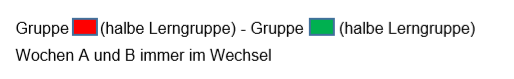 Gruppe (halbe Lerngruppe) - Gruppe (halbe Lerngruppe)
Wochen A und B immer im Wechsel